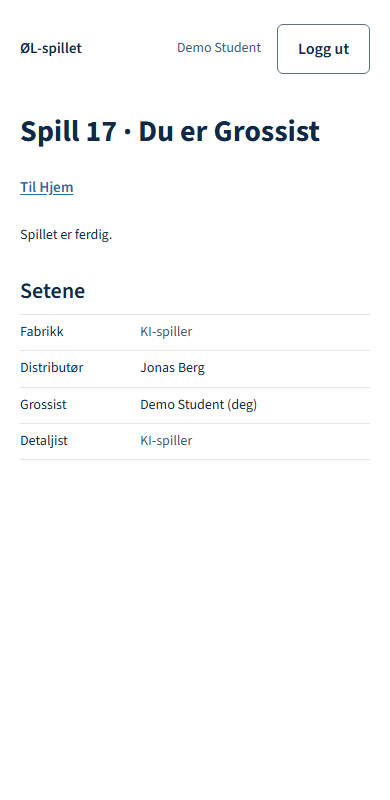 ØL-spillet
Demo Student
Logg ut
Spill 17 · Du er Grossist
Til Hjem
Spillet er ferdig.
Setene
Fabrikk KI-spiller
Distributør Jonas Berg
Grossist Demo Student (deg)
Detaljist KI-spiller